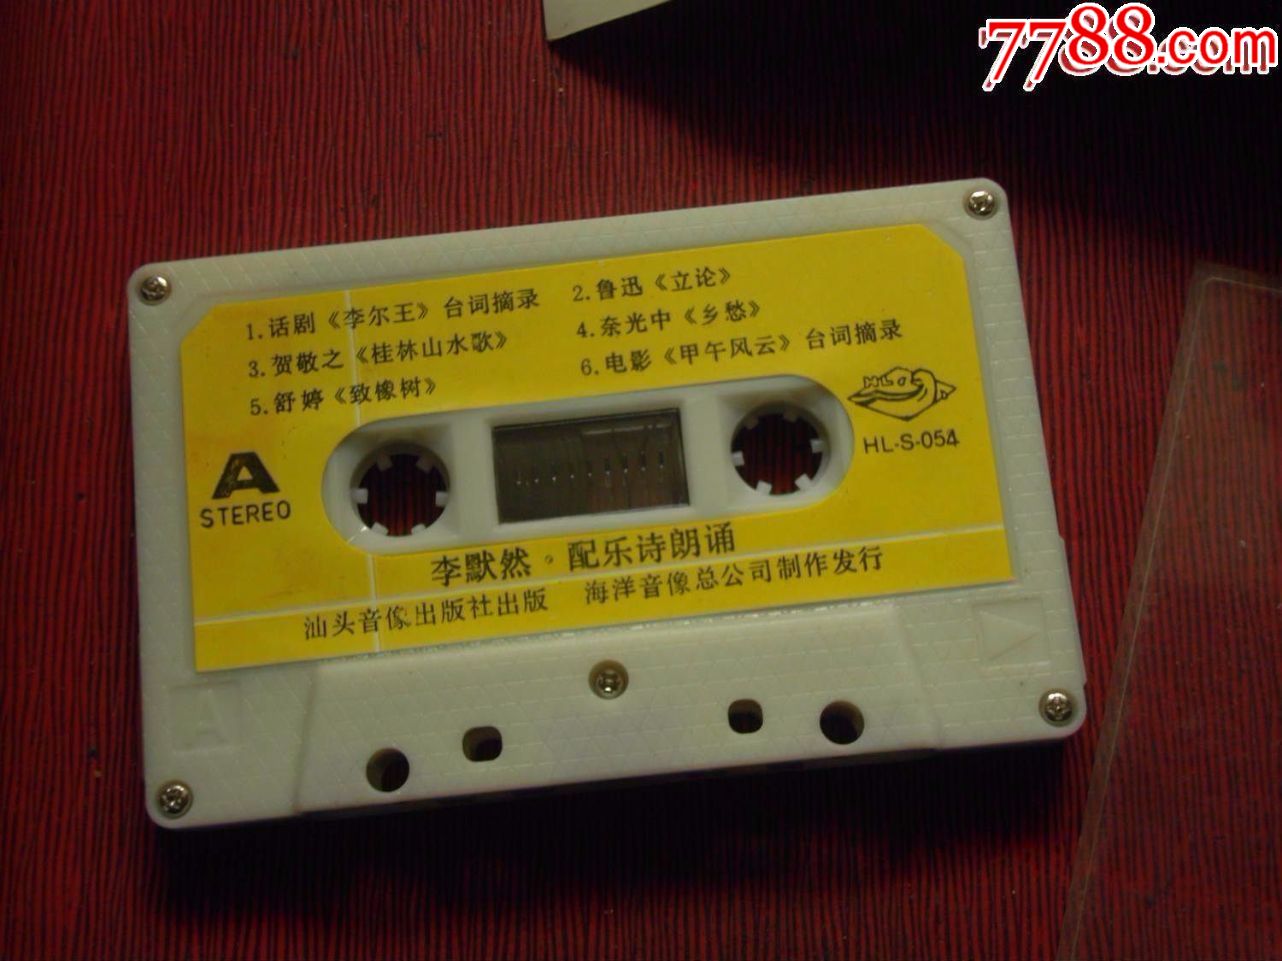 7788.com
1.话剧《李尔王》台词摘录
2.鲁迅《立论》
3.贺敬之《桂林山水歌》
4.余光中《乡愁》
5.舒婷《致橡树》
6.电影《甲午风云》台词摘录
HLOS
HL-S-054
A
STEREO
李默然·配乐诗朗诵
汕头音像出版社出版 海洋音像总公司制作发行
A